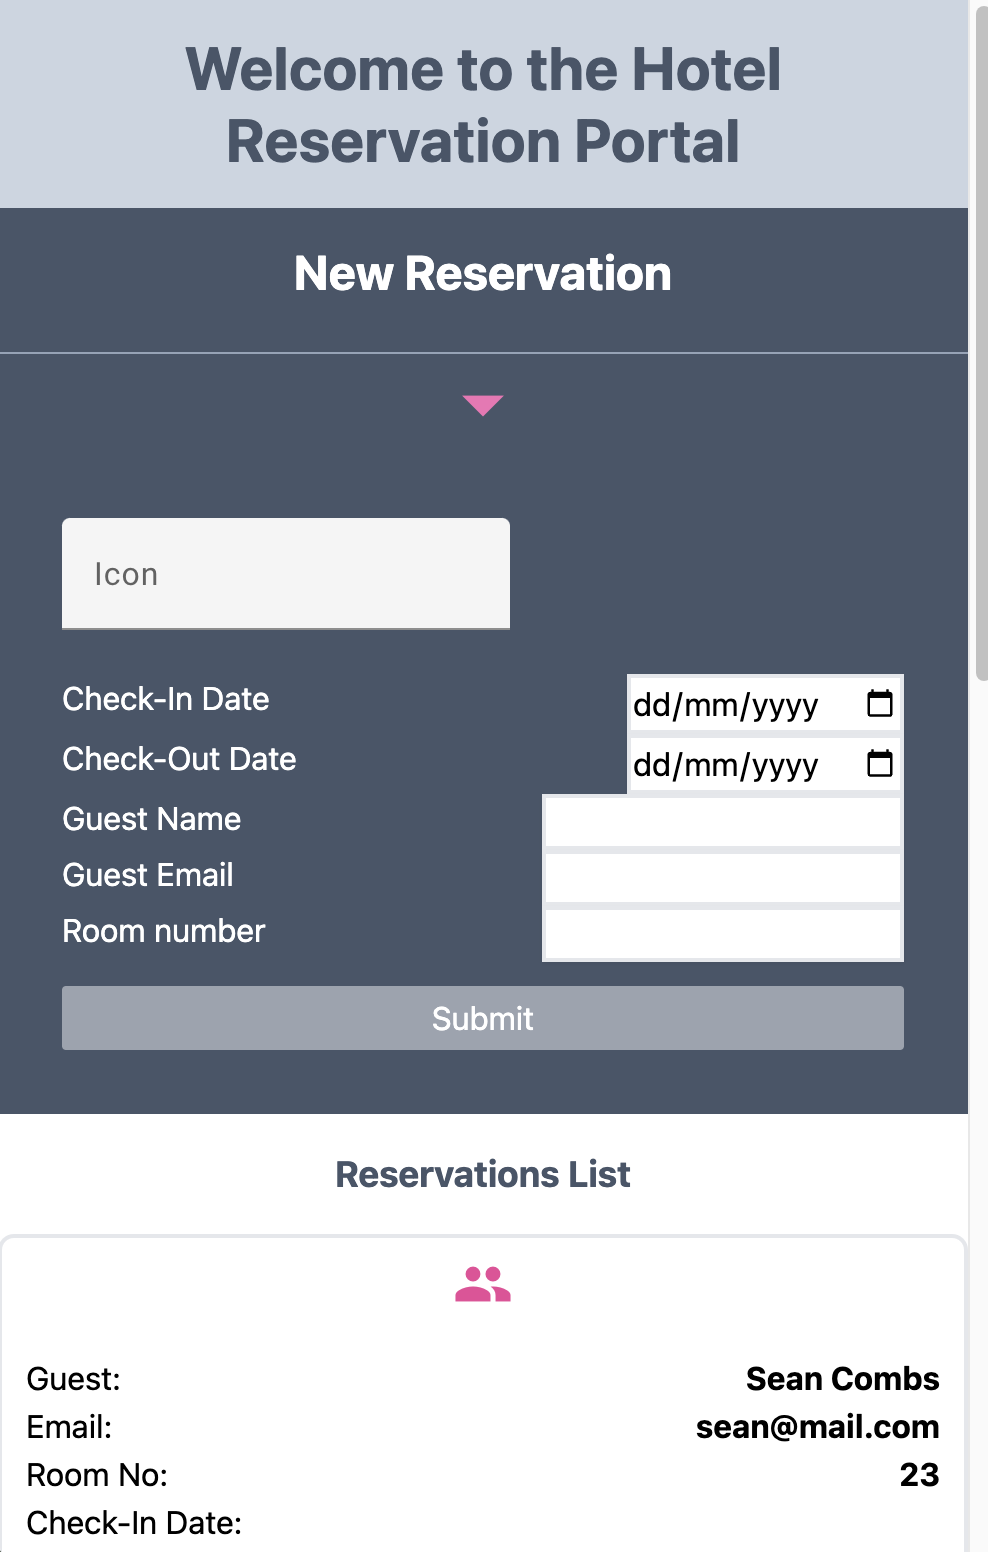 Welcome to the Hotel
Reservation Portal
New Reservation
Icon
Check-In Date dd/mm/yyyy
Check-Out Date dd/mm/yyyy
Guest Name
Guest Email
Room number
Submit
Reservations List
Guest: Sean Combs
Email: sean@mail.com
Room No: 23
Check-In Date: